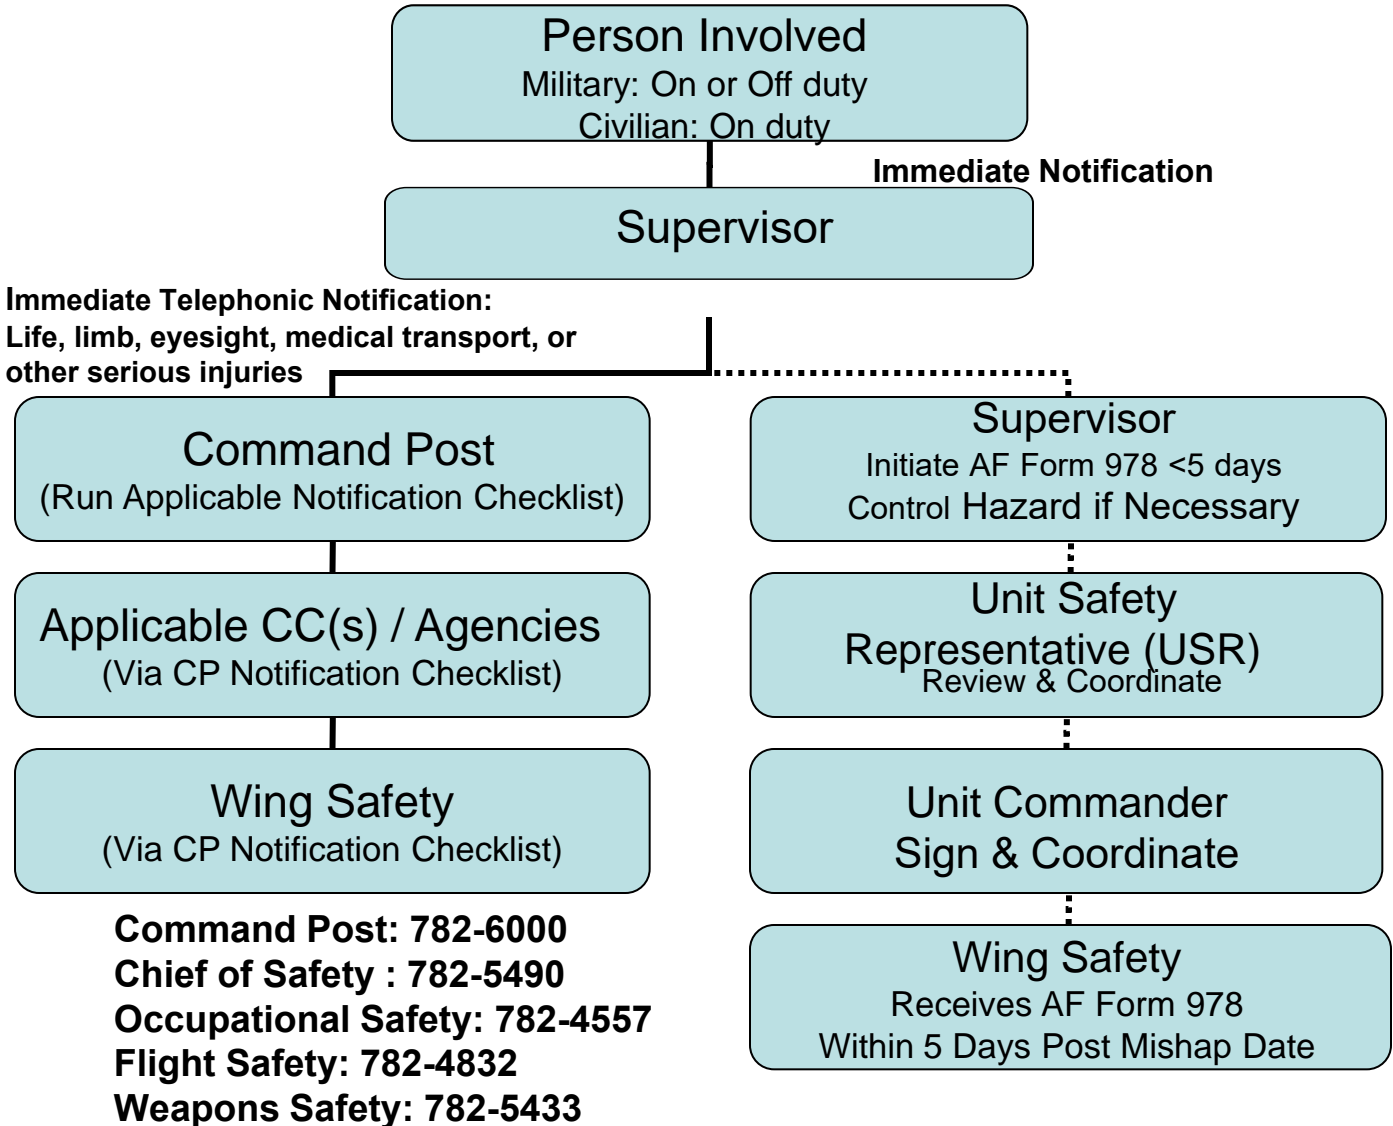 Person Involved
Military: On or Off duty
Civilian: On duty
Immediate Notification
Supervisor
Immediate Telephonic Notification:
Life, limb, eyesight, medical transport, or
other serious injuries
Command Post
(Run Applicable Notification Checklist)
Applicable CC(s) / Agencies
(Via CP Notification Checklist)
Wing Safety
(Via CP Notification Checklist)
Command Post: 782-6000
Chief of Safety : 782-5490
Occupational Safety: 782-4557
Flight Safety: 782-4832
Weapons Safety: 782-5433
Supervisor
Initiate AF Form 978 <5 days
Control Hazard if Necessary
Unit Safety
Representative (USR)
Review & Coordinate
Unit Commander
Sign & Coordinate
Wing Safety
Receives AF Form 978
Within 5 Days Post Mishap Date